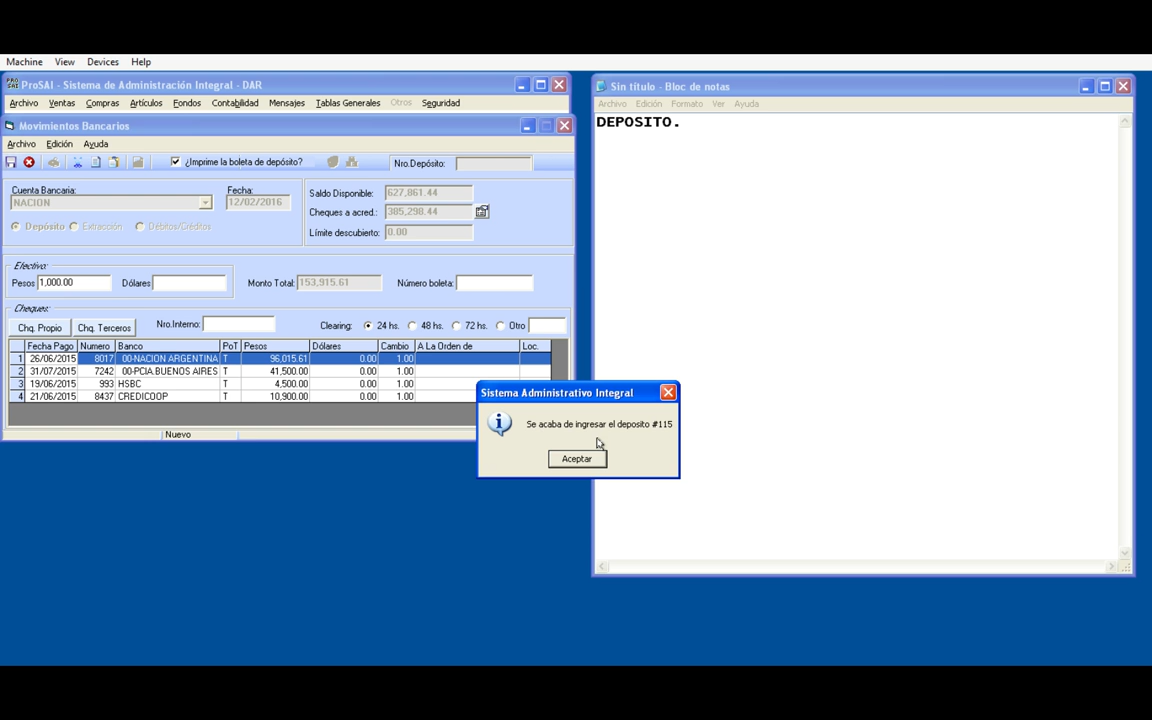 Machine View Devices Help
ProSAI - Sistema de Administración Integral - DAR
Archivo Ventas Compras Artículos Fondos Contabilidad Mensajes Tablas Generales Otros Seguridad
Movimientos Bancarios
Archivo Edición Ayuda
¿Imprime la boleta de depósito? Nro.Depósito:
Cuenta Bancaria: Fecha:
NACION 12/02/2016
Saldo Disponible: 627,861.44
Cheques a acred.: 385,298.44
Límite descubierto: 0.00
Depósito Extracción Débitos/Créditos
Efectivo:
Pesos 1,000.00 Dólares Monto Total: 153,915.61 Número boleta:
Cheques:
Chq. Propio Chq. Terceros Nro.Interno: Clearing: 24 hs. 48 hs. 72 hs. Otro
Fecha Pago Numero Banco PoT Pesos Dólares Cambio A La Orden de Loc.
1 26/06/2015 8017 00-NACION ARGENTINA T 96,015.61 0.00 1.00
2 31/07/2015 7242 00-PCIA.BUENOS AIRES T 41,500.00 0.00 1.00
3 19/06/2015 993 HSBC T 4,500.00 0.00 1.00
4 21/06/2015 8437 CREDICOOP T 10,900.00 0.00 1.00
Nuevo
Sistema Administrativo Integral
Se acaba de ingresar el deposito #115
Aceptar
Sin título - Bloc de notas
Archivo Edición Formato Ver Ayuda
DEPOSITO.